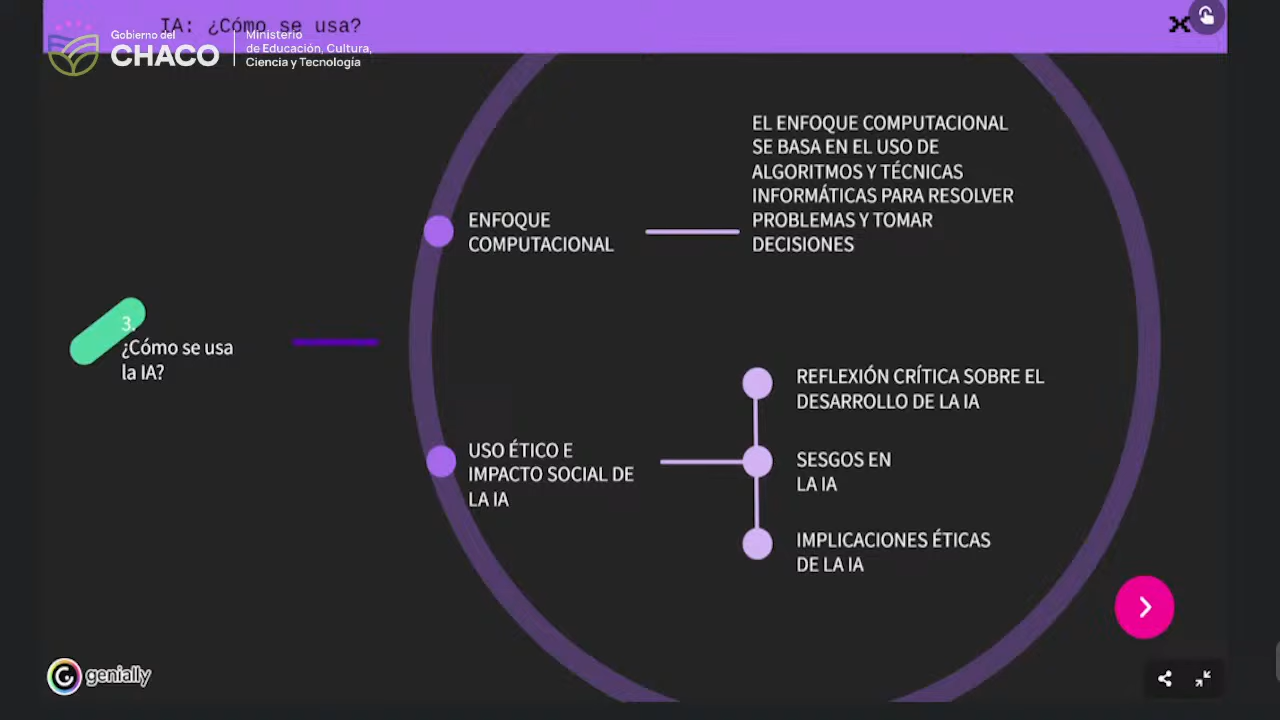 IA: ¿Cómo se usa?
Gobierno del
CHACO
Ministerio
de Educación, Cultura,
Ciencia y Tecnología
3.
¿Cómo se usa
la IA?
ENFOQUE
COMPUTACIONAL
EL ENFOQUE COMPUTACIONAL
SE BASA EN EL USO DE
ALGORITMOS Y TÉCNICAS
INFORMÁTICAS PARA RESOLVER
PROBLEMAS Y TOMAR
DECISIONES
USO ÉTICO E
IMPACTO SOCIAL DE
LA IA
REFLEXIÓN CRÍTICA SOBRE EL
DESARROLLO DE LA IA
SESGOS EN
LA IA
IMPLICACIONES ÉTICAS
DE LA IA
genially